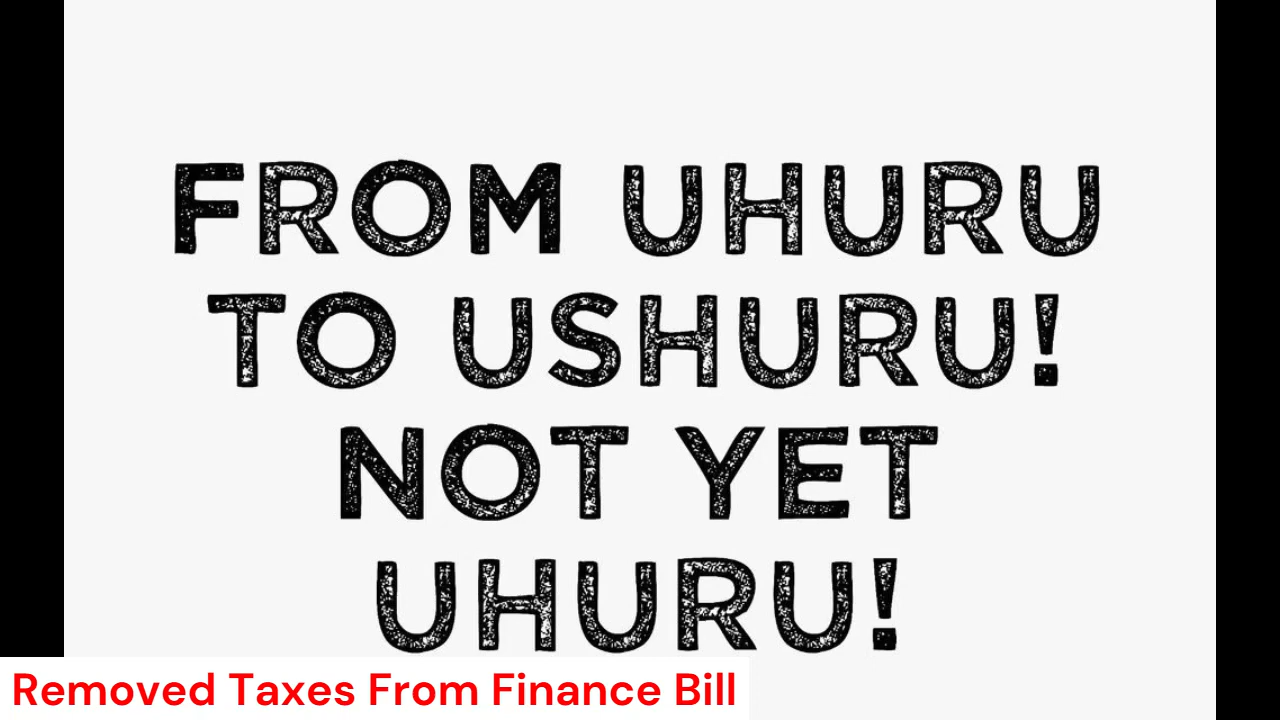 FROM UHURU
TO USHURU!
NOT YET
UHURU!
Removed Taxes From Finance Bill